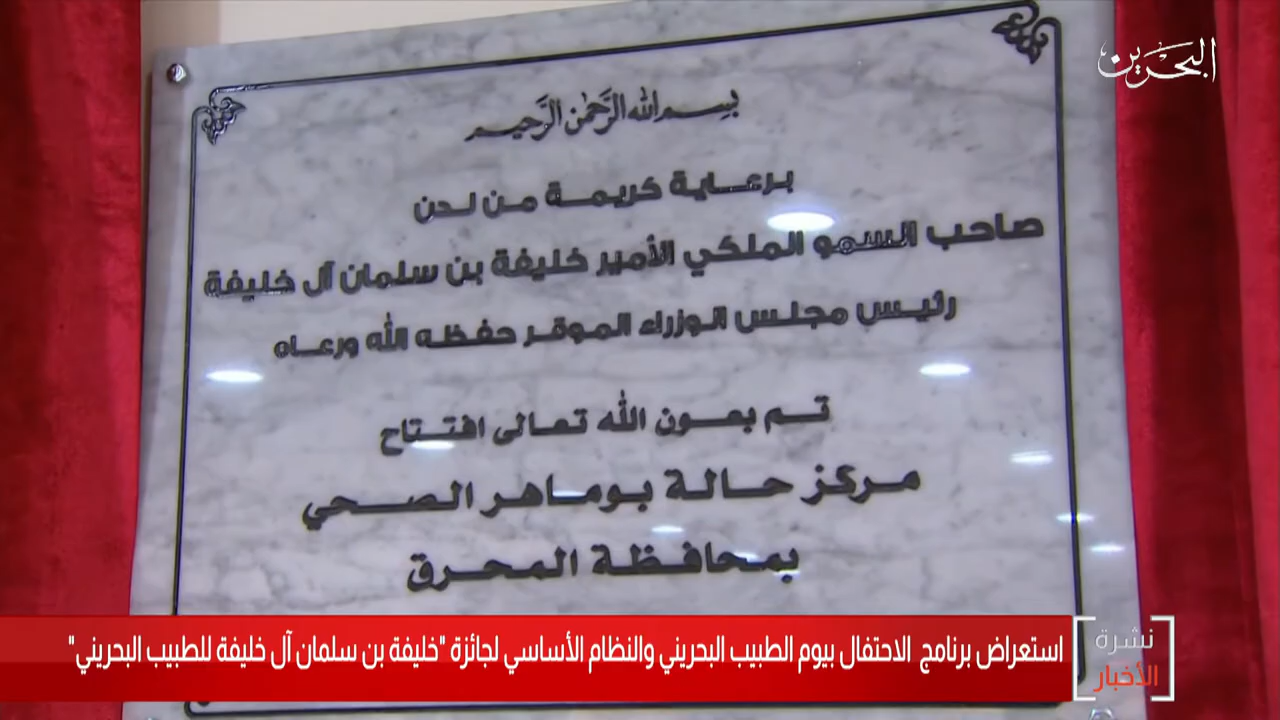 البحرين
بسم الله الرحمن الرحيم
برعاية كريمة من لدن
صاحب السمو الملكي الأمير خليفة بن سلمان آل خليفة
رئيس مجلس الوزراء الموقر حفظه الله ورعاه
تم بعون الله تعالى افتتاح
مركز حالة بوماهر الصحي
بمحافظة المحرق
نشرة
الأخبار
استعراض برنامج الاحتفال بيوم الطبيب البحريني والنظام الأساسي لجائزة "خليفة بن سلمان آل خليفة للطبيب البحريني"